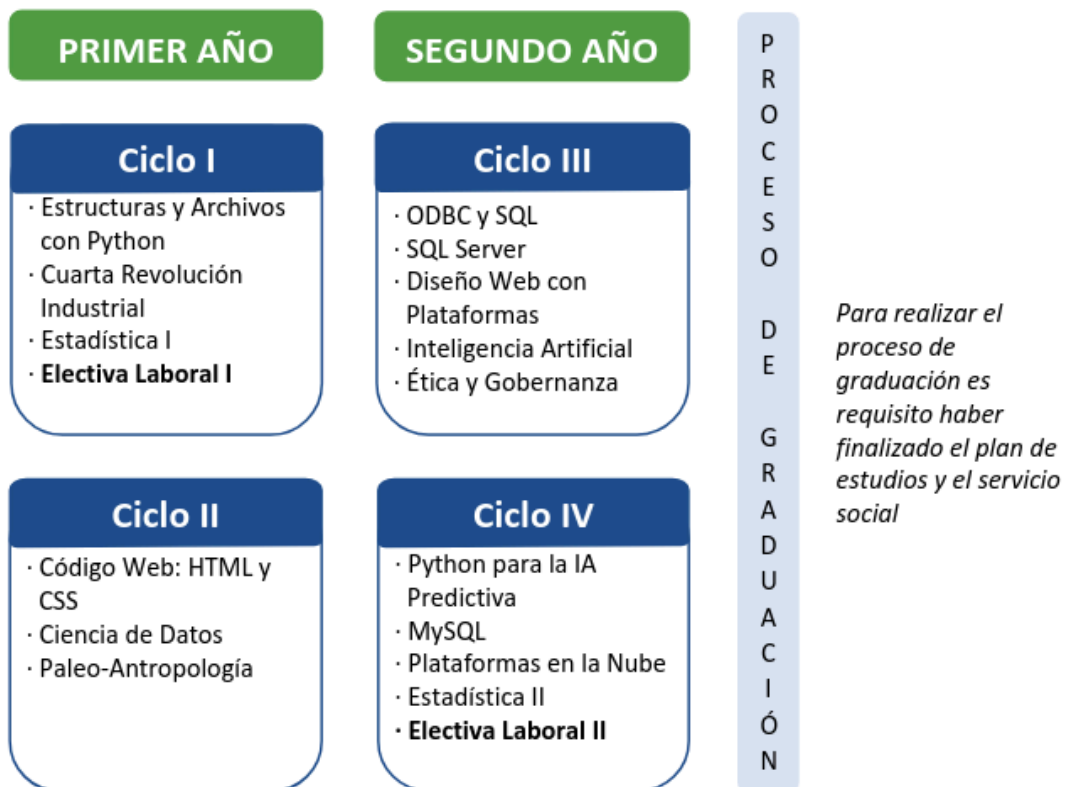 PRIMER AÑO
Ciclo I
· Estructuras y Archivos
con Python
· Cuarta Revolución
Industrial
· Estadística I
· Electiva Laboral I
Ciclo II
· Código Web: HTML y
CSS
· Ciencia de Datos
· Paleo-Antropología
SEGUNDO AÑO
Ciclo III
· ODBC y SQL
· SQL Server
· Diseño Web con
Plataformas
· Inteligencia Artificial
· Ética y Gobernanza
Ciclo IV
· Python para la IA
Predictiva
· MySQL
· Plataformas en la Nube
· Estadística II
· Electiva Laboral II
PROCESO DE GRADUACIÓN
Para realizar el
proceso de
graduación es
requisito haber
finalizado el plan de
estudios y el servicio
social